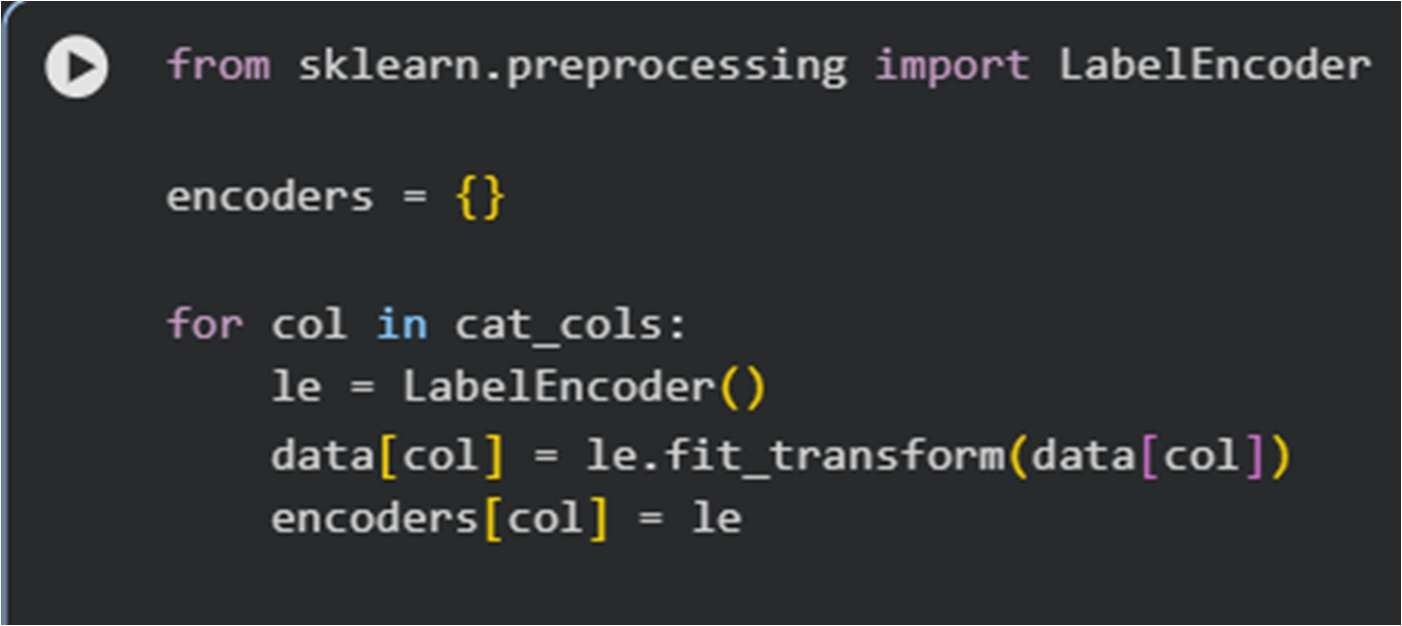 from sklearn.preprocessing import LabelEncoder
encoders = {}
for col in cat_cols:
    le = LabelEncoder()
    data[col] = le.fit_transform(data[col])
    encoders[col] = le